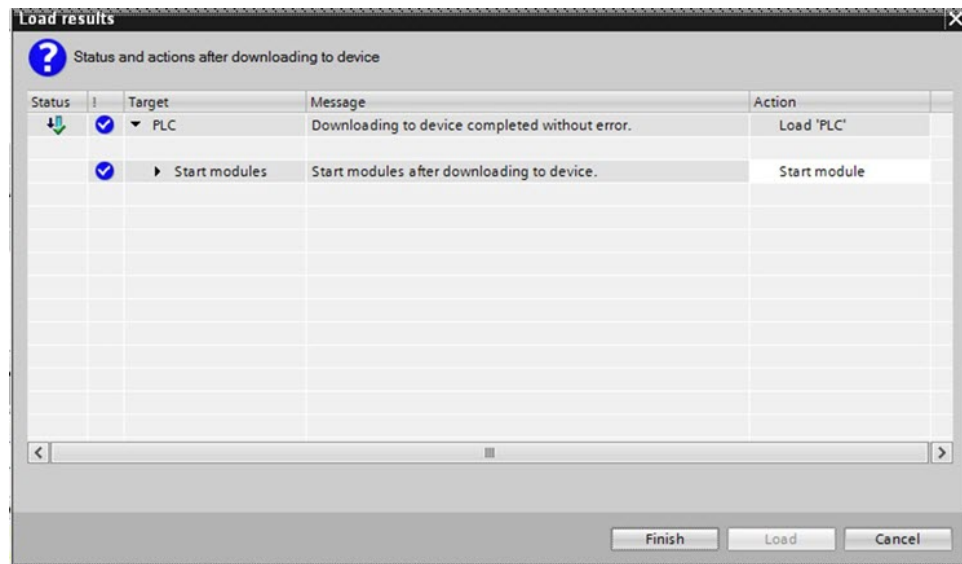 Load results
Status and actions after downloading to device
Status ! Target Message Action
PLC Downloading to device completed without error. Load 'PLC'
Start modules Start modules after downloading to device. Start module
Finish Load Cancel